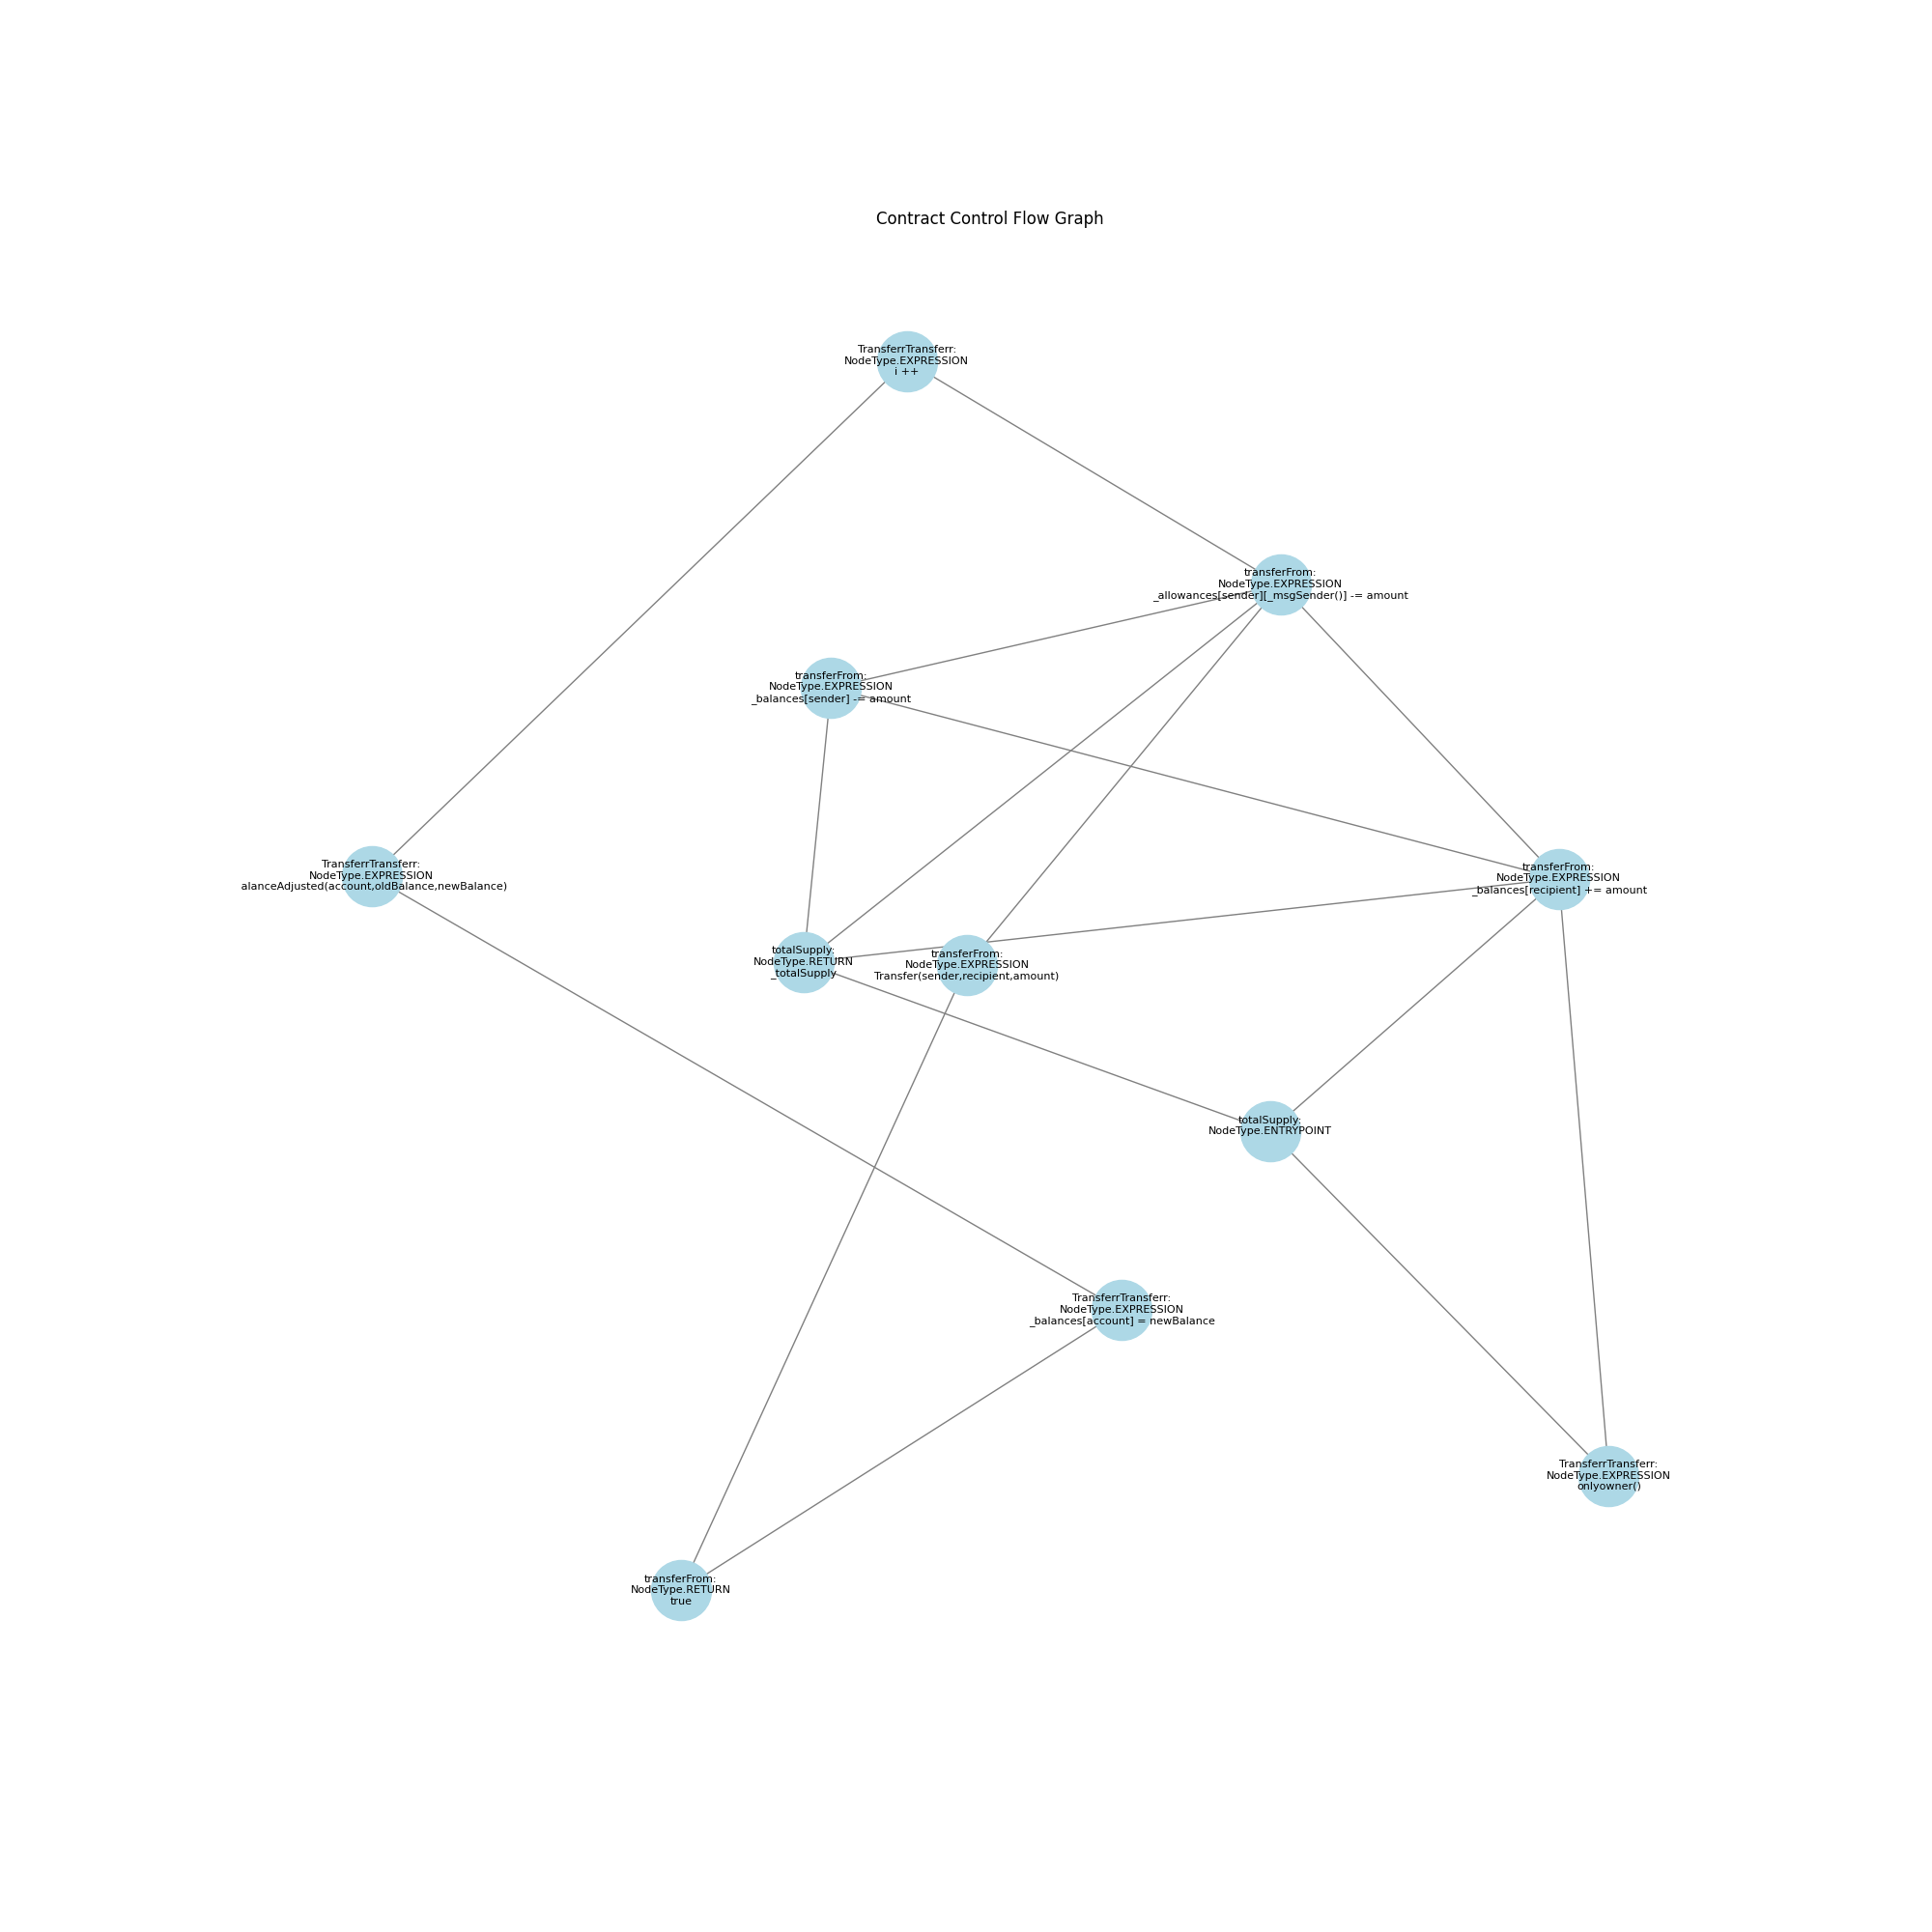 Contract Control Flow Graph
TransferrTransferr:
NodeType.EXPRESSION
i ++
transferFrom:
NodeType.EXPRESSION
_allowances[sender][_msgSender()] -= amount
transferFrom:
NodeType.EXPRESSION
_balances[sender] -= amount
TransferrTransferr:
NodeType.EXPRESSION
alanceAdjusted(account,oldBalance,newBalance)
transferFrom:
NodeType.EXPRESSION
_balances[recipient] += amount
totalSupply:
NodeType.RETURN
_totalSupply
transferFrom:
NodeType.EXPRESSION
Transfer(sender,recipient,amount)
totalSupply:
NodeType.ENTRYPOINT
TransferrTransferr:
NodeType.EXPRESSION
_balances[account] = newBalance
TransferrTransferr:
NodeType.EXPRESSION
onlyowner()
transferFrom:
NodeType.RETURN
true